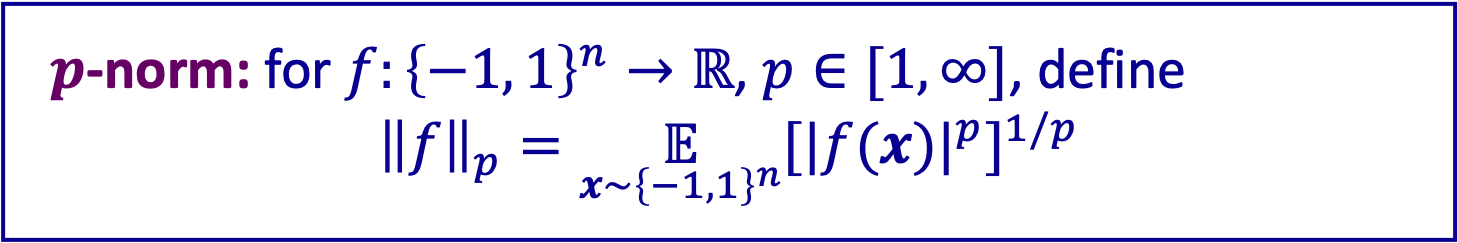 p-norm: for f: {−1, 1}ⁿ → ℝ, p ∈ [1, ∞], define
‖f‖ₚ = 𝔼 [|f(x)|ᵖ]^{1/p}
x~{−1,1}ⁿ